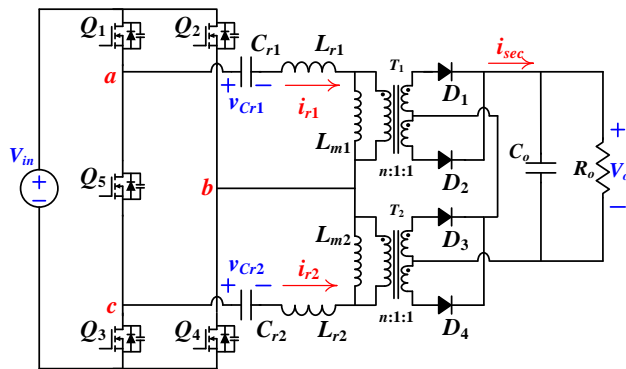 Q1 Q2 Cr1 Lr1 T1 isec
a vCr1 ir1 D1
Vin Q5 b Lm1 n:1:1 D2 Co Ro Vo
Lm2 T2 D3
c vCr2 ir2
Q3 Q4 Cr2 Lr2 n:1:1 D4